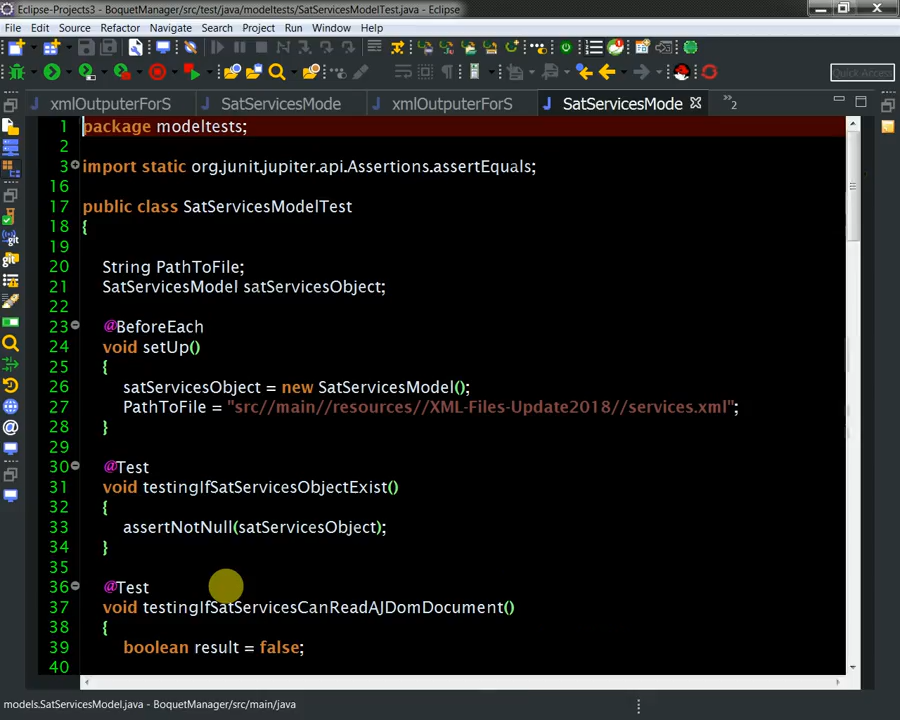 Eclipse-Projects3 - BoquetManager/src/test/java/modeltests/SatServicesModelTest.java - Eclipse
File Edit Source Refactor Navigate Search Project Run Window Help
Quick Access
xmlOutputerForS SatServicesMode xmlOutputerForS SatServicesMode »2
1 package modeltests;
2
3 import static org.junit.jupiter.api.Assertions.assertEquals;
16
17 public class SatServicesModelTest
18 {
19
20 String PathToFile;
21 SatServicesModel satServicesObject;
22
23 @BeforeEach
24 void setUp()
25 {
26 satServicesObject = new SatServicesModel();
27 PathToFile = "src//main//resources//XML-Files-Update2018//services.xml";
28 }
29
30 @Test
31 void testingIfSatServicesObjectExist()
32 {
33 assertNotNull(satServicesObject);
34 }
35
36 @Test
37 void testingIfSatServicesCanReadAJDomDocument()
38 {
39 boolean result = false;
40
models.SatServicesModel.java - BoquetManager/src/main/java